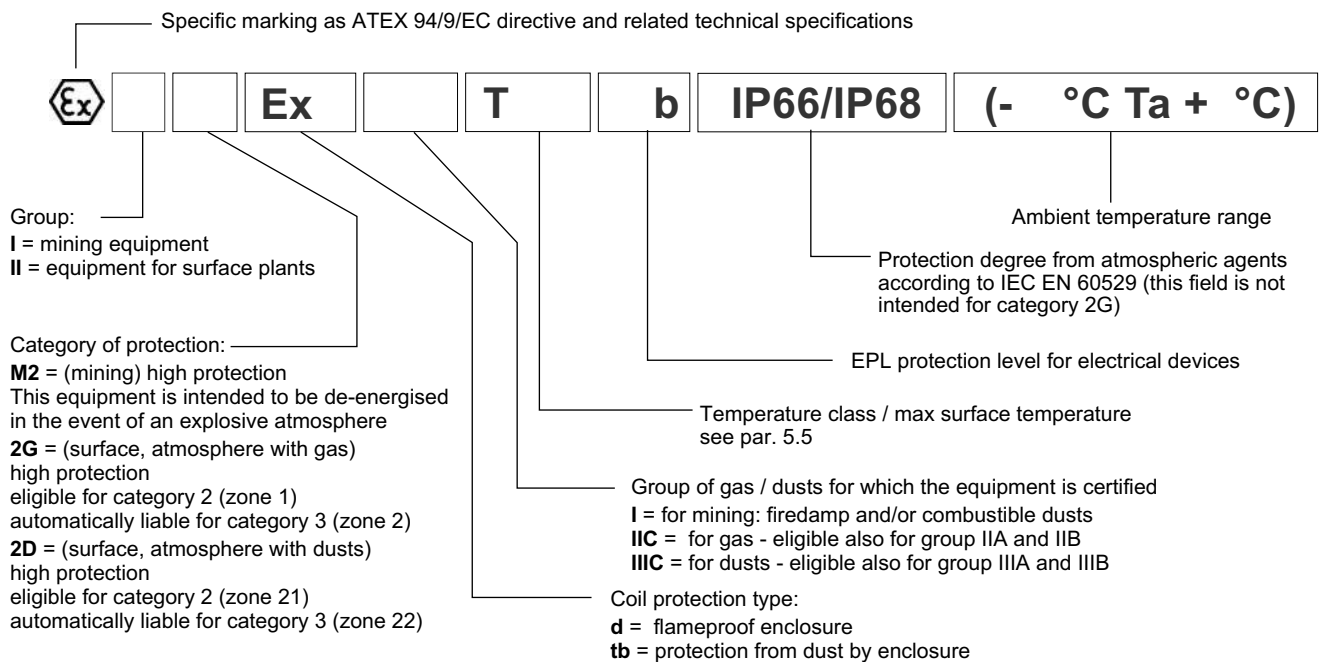 Specific marking as ATEX 94/9/EC directive and related technical specifications
Ex Ex T b IP66/IP68 (- °C Ta + °C)
Group:
I = mining equipment
II = equipment for surface plants
Ambient temperature range
Protection degree from atmospheric agents
according to IEC EN 60529 (this field is not
intended for category 2G)
Category of protection:
M2 = (mining) high protection
This equipment is intended to be de-energised
in the event of an explosive atmosphere
2G = (surface, atmosphere with gas)
high protection
eligible for category 2 (zone 1)
automatically liable for category 3 (zone 2)
2D = (surface, atmosphere with dusts)
high protection
eligible for category 2 (zone 21)
automatically liable for category 3 (zone 22)
EPL protection level for electrical devices
Temperature class / max surface temperature
see par. 5.5
Group of gas / dusts for which the equipment is certified
I = for mining: firedamp and/or combustible dusts
IIC = for gas - eligible also for group IIA and IIB
IIIC = for dusts - eligible also for group IIIA and IIIB
Coil protection type:
d = flameproof enclosure
tb = protection from dust by enclosure